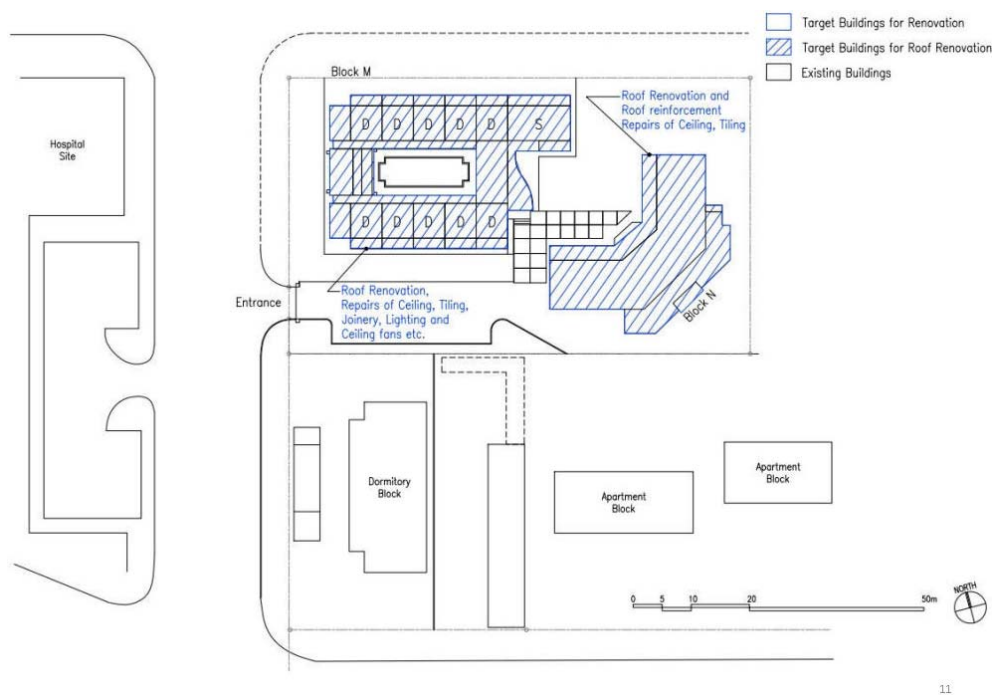 Target Buildings for Renovation
Target Buildings for Roof Renovation
Existing Buildings
Block M
Roof Renovation and
Roof reinforcement
Repairs of Ceiling, Tiling
Hospital
Site
D D D D D S
D D D D D
Roof Renovation,
Repairs of Ceiling, Tiling,
Joinery, Lighting and
Ceiling fans etc.
Entrance
Block N
Dormitory
Block
Apartment
Block
Apartment
Block
0 5 10 20 50m
NORTH
11